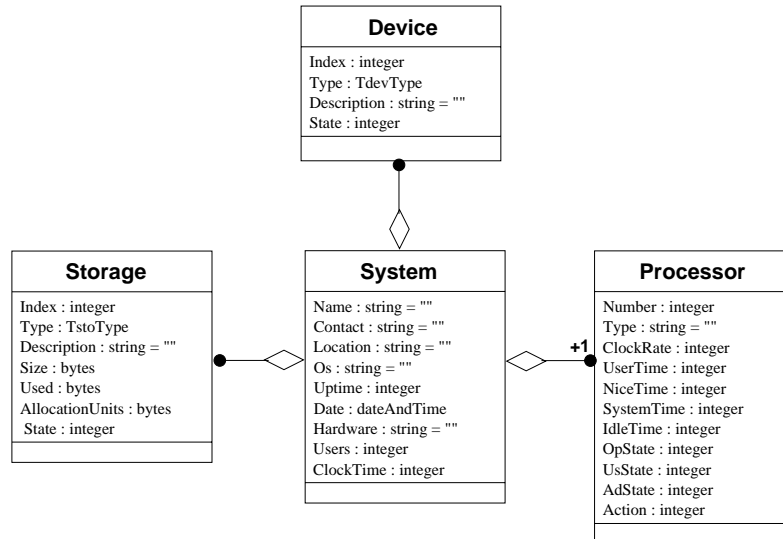 Device
Index : integer
Type : TdevType
Description : string = ""
State : integer
Storage
Index : integer
Type : TstoType
Description : string = ""
Size : bytes
Used : bytes
AllocationUnits : bytes
State : integer
System
Name : string = ""
Contact : string = ""
Location : string = ""
Os : string = ""
Uptime : integer
Date : dateAndTime
Hardware : string = ""
Users : integer
ClockTime : integer
+1
Processor
Number : integer
Type : string = ""
ClockRate : integer
UserTime : integer
NiceTime : integer
SystemTime : integer
IdleTime : integer
OpState : integer
UsState : integer
AdState : integer
Action : integer